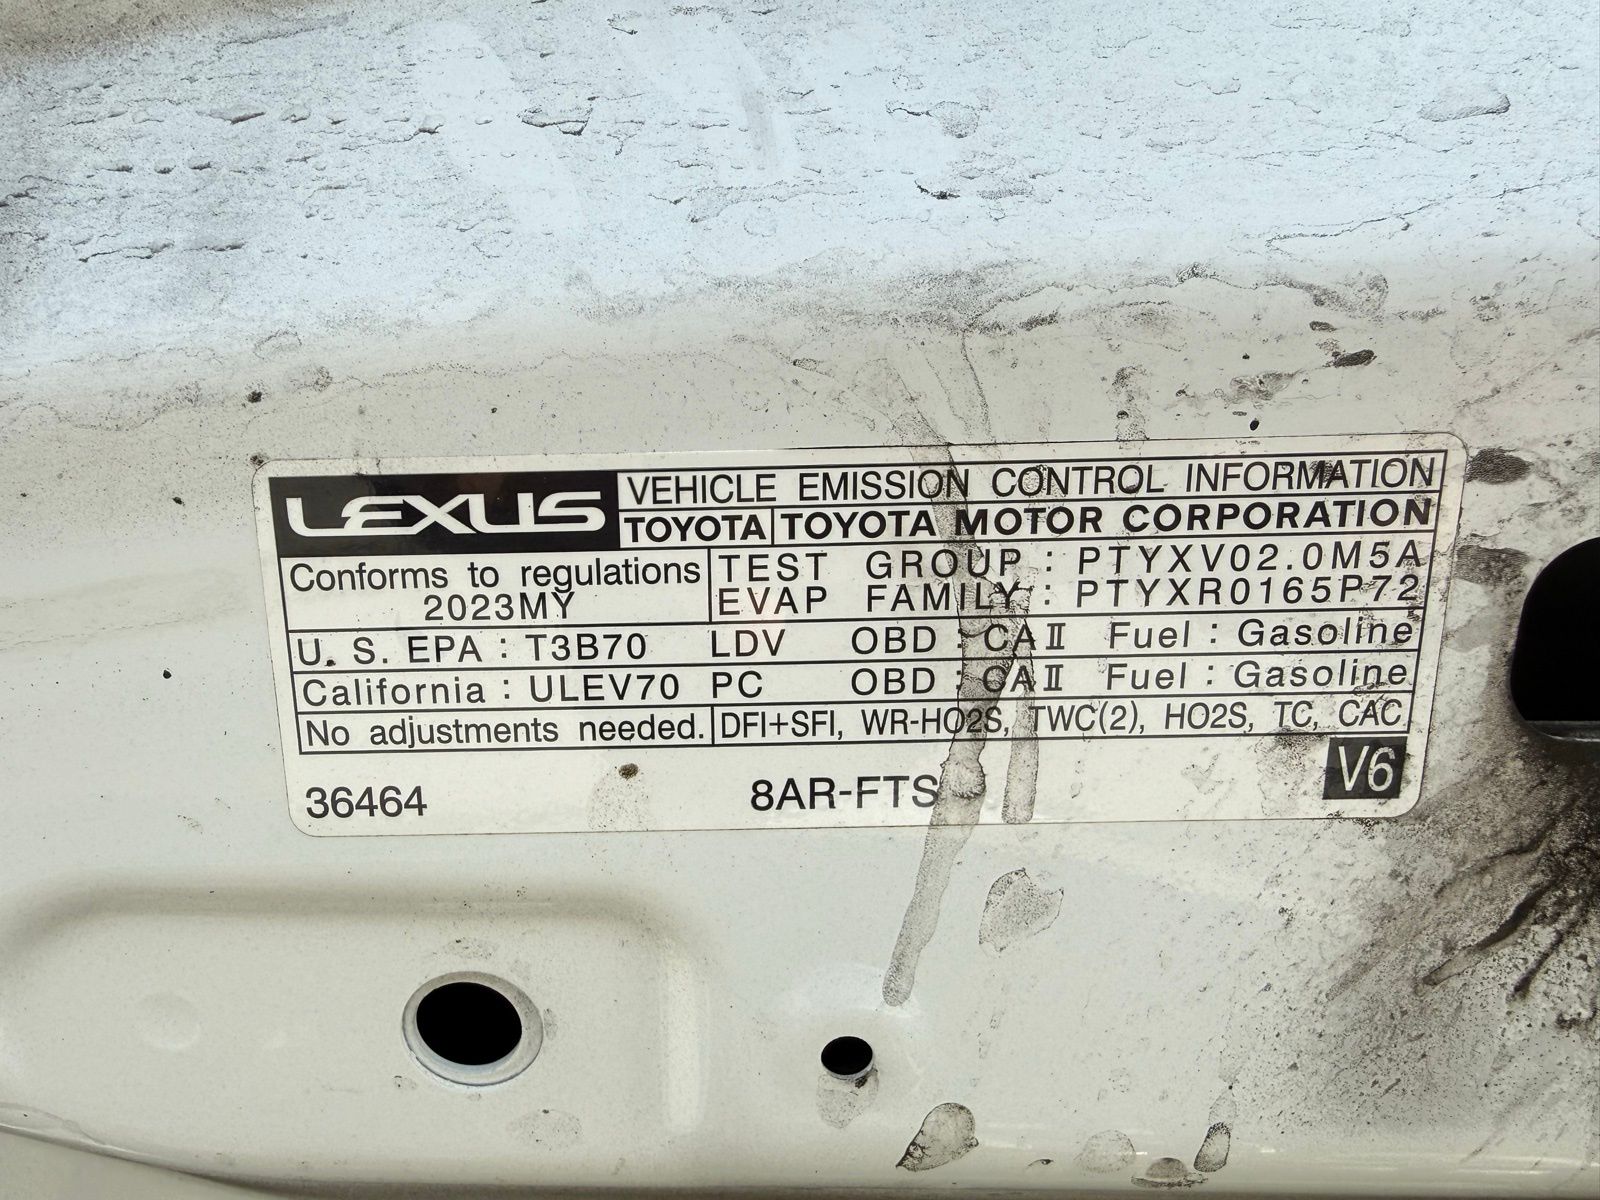 LEXUS VEHICLE EMISSION CONTROL INFORMATION
TOYOTA TOYOTA MOTOR CORPORATION
Conforms to regulations TEST GROUP : PTYXV02.0M5A
2023MY EVAP FAMILY : PTYXR0165P72
U. S. EPA : T3B70 LDV OBD : CAⅡ Fuel : Gasoline
California : ULEV70 PC OBD : CAⅡ Fuel : Gasoline
No adjustments needed. DFI+SFI, WR-HO2S, TWC(2), HO2S, TC, CAC
36464 8AR-FTS V6